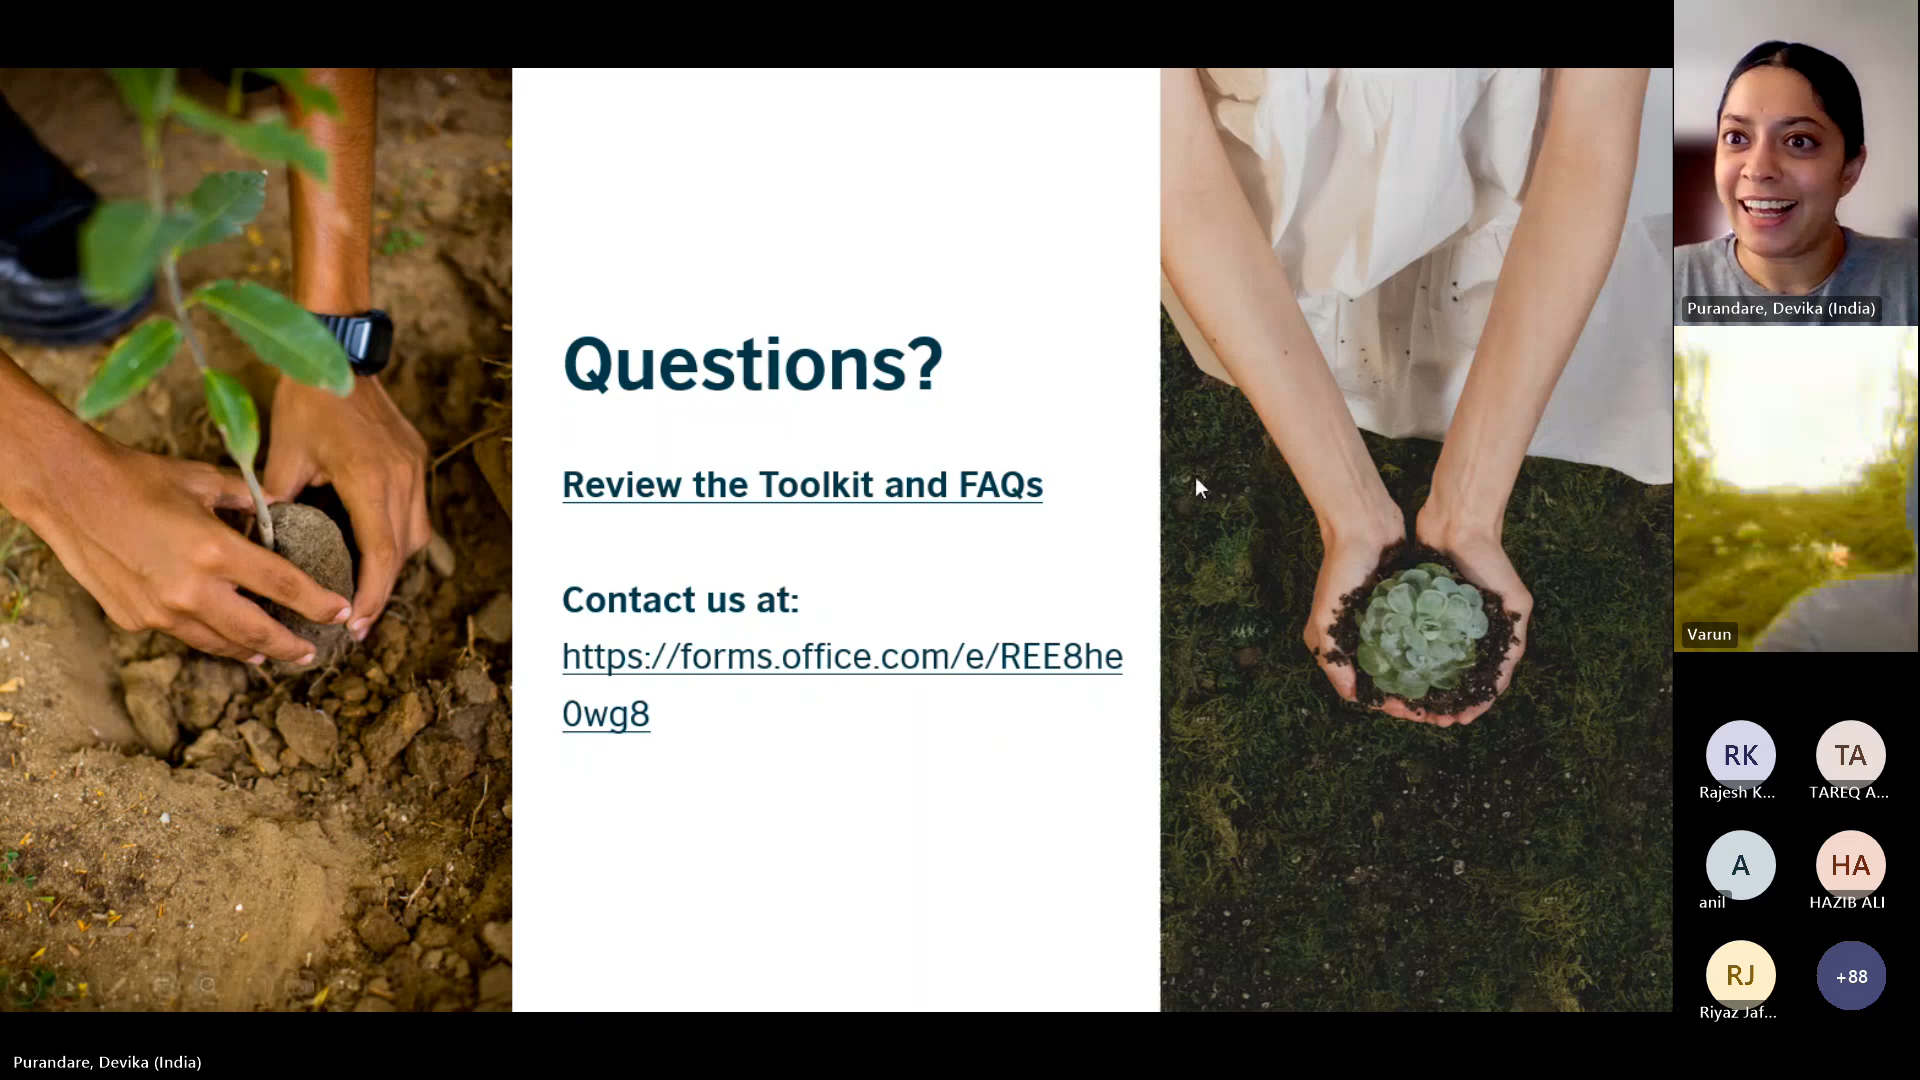 Questions?
Review the Toolkit and FAQs
Contact us at:
https://forms.office.com/e/REE8he
0wg8
Purandare, Devika (India)
Varun
RK
Rajesh K...
TA
TAREQ A...
A
anil
HA
HAZIB ALI
RJ
Riyaz Jaf...
+88
Purandare, Devika (India)